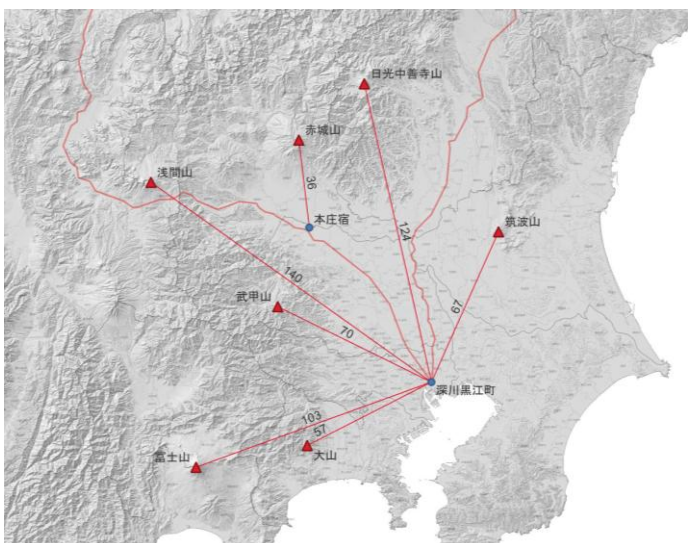 日光中善寺山
赤城山
浅間山
36
本庄宿
筑波山
124
140
武甲山
67
70
深川黒江町
103
57
富士山
大山